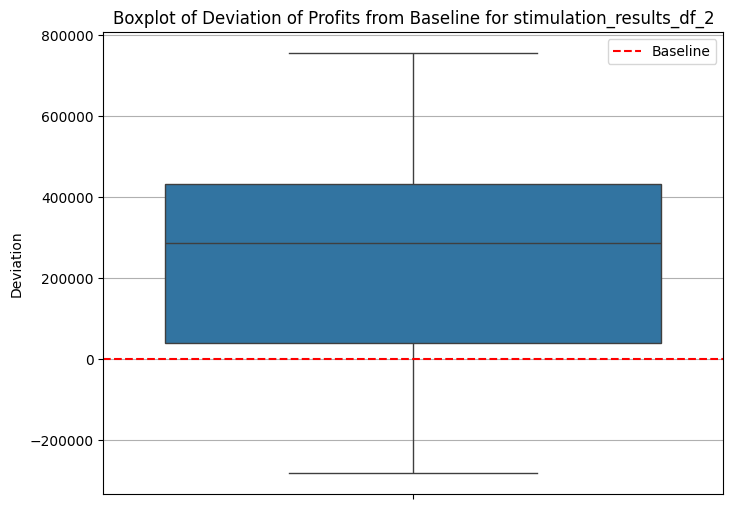 Boxplot of Deviation of Profits from Baseline for stimulation_results_df_2
Baseline
800000
600000
400000
200000
0
−200000
Deviation